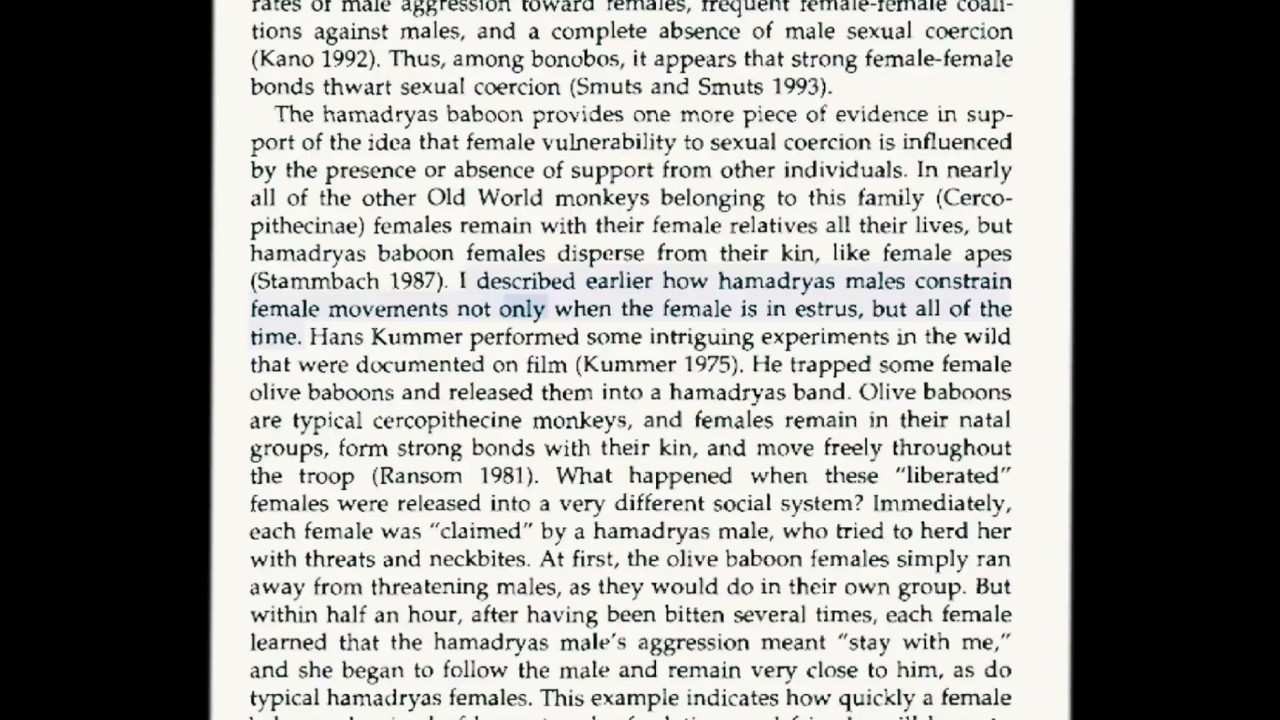 rates of male aggression toward females, frequent female-female coali-
tions against males, and a complete absence of male sexual coercion
(Kano 1992). Thus, among bonobos, it appears that strong female-female
bonds thwart sexual coercion (Smuts and Smuts 1993).
The hamadryas baboon provides one more piece of evidence in sup-
port of the idea that female vulnerability to sexual coercion is influenced
by the presence or absence of support from other individuals. In nearly
all of the other Old World monkeys belonging to this family (Cerco-
pithecinae) females remain with their female relatives all their lives, but
hamadryas baboon females disperse from their kin, like female apes
(Stammbach 1987). I described earlier how hamadryas males constrain
female movements not only when the female is in estrus, but all of the
time. Hans Kummer performed some intriguing experiments in the wild
that were documented on film (Kummer 1975). He trapped some female
olive baboons and released them into a hamadryas band. Olive baboons
are typical cercopithecine monkeys, and females remain in their natal
groups, form strong bonds with their kin, and move freely throughout
the troop (Ransom 1981). What happened when these “liberated”
females were released into a very different social system? Immediately,
each female was “claimed” by a hamadryas male, who tried to herd her
with threats and neckbites. At first, the olive baboon females simply ran
away from threatening males, as they would do in their own group. But
within half an hour, after having been bitten several times, each female
learned that the hamadryas male’s aggression meant “stay with me,”
and she began to follow the male and remain very close to him, as do
typical hamadryas females. This example indicates how quickly a female